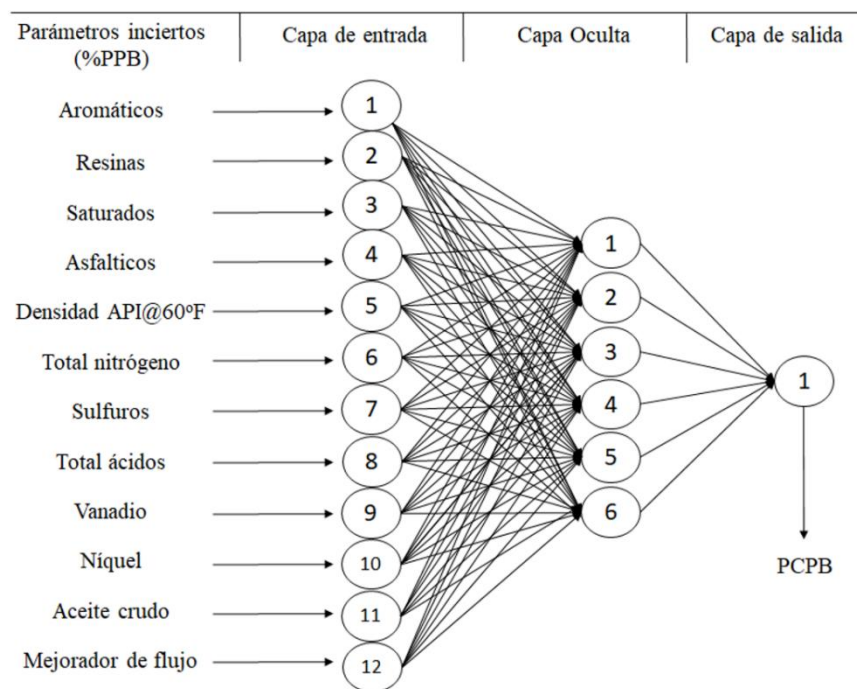 Parámetros inciertos
(%PPB)
Capa de entrada
Capa Oculta
Capa de salida
Aromáticos
1
Resinas
2
Saturados
3
1
Asfalticos
4
2
Densidad API@60ºF
5
3
Total nitrógeno
6
1
Sulfuros
7
4
Total ácidos
8
5
Vanadio
9
6
Níquel
10
PCPB
Aceite crudo
11
Mejorador de flujo
12